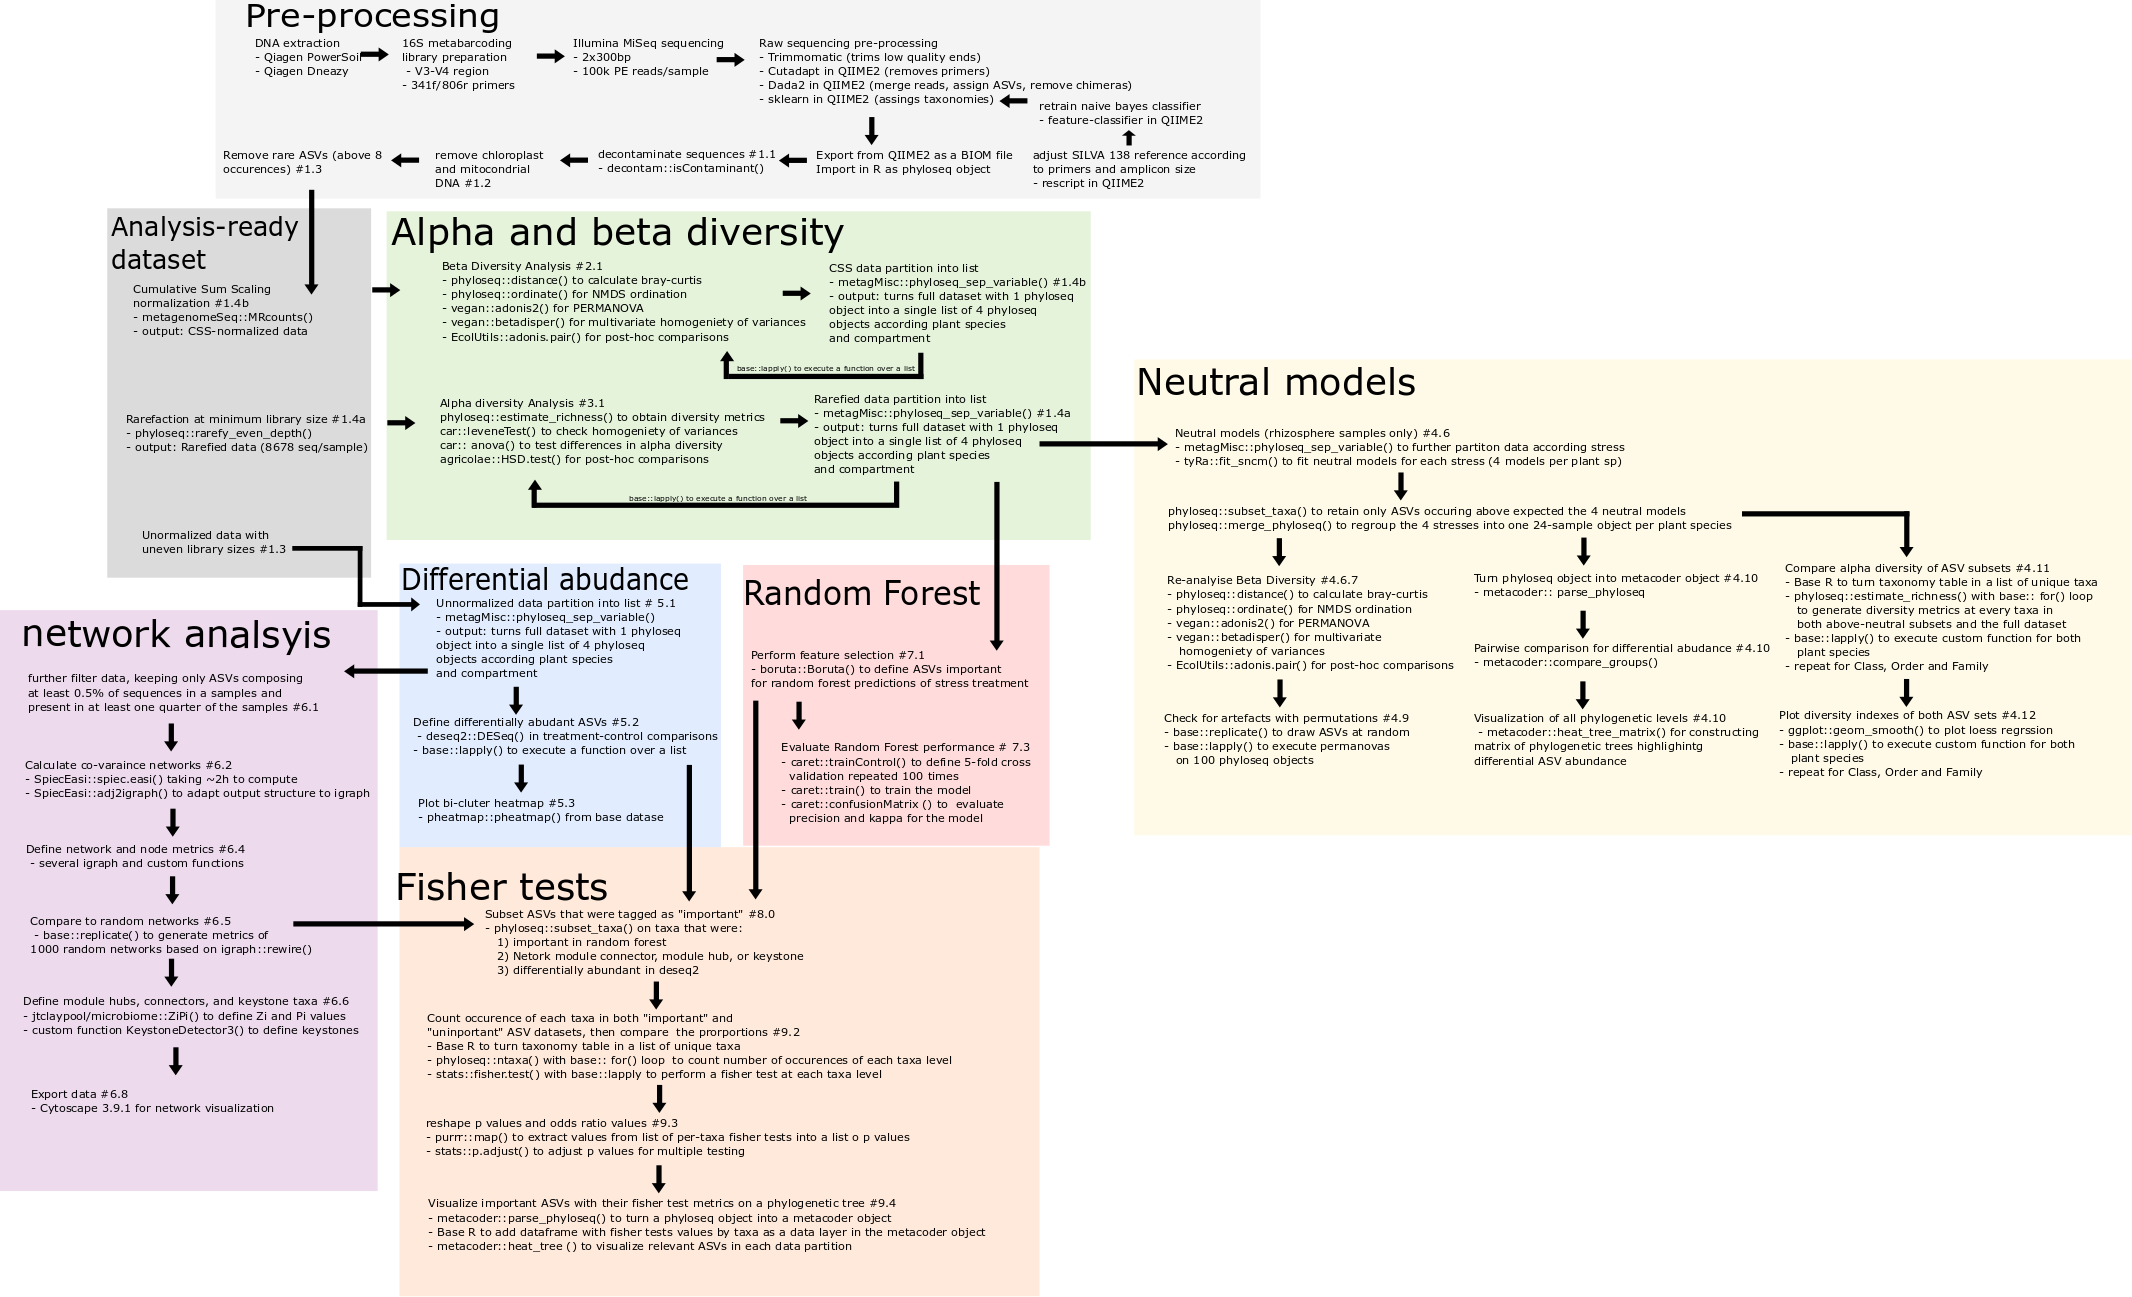 Pre-processing
DNA extraction
- Qiagen PowerSoil
- Qiagen Dneazy
16S metabarcoding
library preparation
- V3-V4 region
- 341f/806r primers
Illumina MiSeq sequencing
- 2x300bp
- 100k PE reads/sample
Raw sequencing pre-processing
- Trimmomatic (trims low quality ends)
- Cutadapt in QIIME2 (removes primers)
- Dada2 in QIIME2 (merge reads, assign ASVs, remove chimeras)
- sklearn in QIIME2 (assings taxonomies)
retrain naive bayes classifier
- feature-classifier in QIIME2
adjust SILVA 138 reference according
to primers and amplicon size
- rescript in QIIME2
Export from QIIME2 as a BIOM file
Import in R as phyloseq object
decontaminate sequences #1.1
- decontam::isContaminant()
remove chloroplast
and mitocondrial
DNA #1.2
Remove rare ASVs (above 8
occurences) #1.3
Analysis-ready
dataset
Cumulative Sum Scaling
normalization #1.4b
- metagenomeSeq::MRcounts()
- output: CSS-normalized data
Rarefaction at minimum library size #1.4a
- phyloseq::rarefy_even_depth()
- output: Rarefied data (8678 seq/sample)
Unormalized data with
uneven library sizes #1.3
Alpha and beta diversity
Beta Diversity Analysis #2.1
- phyloseq::distance() to calculate bray-curtis
- phyloseq::ordinate() for NMDS ordination
- vegan::adonis2() for PERMANOVA
- vegan::betadisper() for multivariate homogeniety of variances
- EcolUtils::adonis.pair() for post-hoc comparisons
CSS data partition into list
- metagMisc::phyloseq_sep_variable() #1.4b
- output: turns full dataset with 1 phyloseq
object into a single list of 4 phyloseq
objects according plant species
and compartment
base::lapply() to execute a function over a list
Alpha diversity Analysis #3.1
phyloseq::estimate_richness() to obtain diversity metrics
car::leveneTest() to check homogeniety of variances
car:: anova() to test differences in alpha diversity
agricolae::HSD.test() for post-hoc comparisons
Rarefied data partition into list
- metagMisc::phyloseq_sep_variable() #1.4a
- output: turns full dataset with 1 phyloseq
object into a single list of 4 phyloseq
objects according plant species
and compartment
base::lapply() to execute a function over a list
Neutral models
Neutral models (rhizosphere samples only) #4.6
- metagMisc::phyloseq_sep_variable() to further partiton data according stress
- tyRa::fit_sncm() to fit neutral models for each stress (4 models per plant sp)
phyloseq::subset_taxa() to retain only ASVs occuring above expected the 4 neutral models
phyloseq::merge_phyloseq() to regroup the 4 stresses into one 24-sample object per plant species
Re-analyise Beta Diversity #4.6.7
- phyloseq::distance() to calculate bray-curtis
- phyloseq::ordinate() for NMDS ordination
- vegan::adonis2() for PERMANOVA
- vegan::betadisper() for multivariate
homogeniety of variances
- EcolUtils::adonis.pair() for post-hoc comparisons
Check for artefacts with permutations #4.9
- base::replicate() to draw ASVs at random
- base::lapply() to execute permanovas
on 100 phyloseq objects
Turn phyloseq object into metacoder object #4.10
- metacoder:: parse_phyloseq
Pairwise comparison for differential abudance #4.10
- metacoder::compare_groups()
Visualization of all phylogenetic levels #4.10
- metacoder::heat_tree_matrix() for constructing
matrix of phylogenetic trees highlighintg
differential ASV abundance
Compare alpha diversity of ASV subsets #4.11
- Base R to turn taxonomy table in a list of unique taxa
- phyloseq::estimate_richness() with base:: for() loop
to generate diversity metrics at every taxa in
both above-neutral subsets and the full dataset
- base::lapply() to execute custom function for both
plant species
- repeat for Class, Order and Family
Plot diversity indexes of both ASV sets #4.12
- ggplot::geom_smooth() to plot loess regrssion
- base::lapply() to execute custom function for both
plant species
- repeat for Class, Order and Family
Differential abudance
Unnormalized data partition into list # 5.1
- metagMisc::phyloseq_sep_variable()
- output: turns full dataset with 1 phyloseq
object into a single list of 4 phyloseq
objects according plant species
and compartment
Define differentially abudant ASVs #5.2
- deseq2::DESeq() in treatment-control comparisons
- base::lapply() to execute a function over a list
Plot bi-cluter heatmap #5.3
- pheatmap::pheatmap() from base datase
Random Forest
Perform feature selection #7.1
- boruta::Boruta() to define ASVs important
for random forest predictions of stress treatment
Evaluate Random Forest performance # 7.3
- caret::trainControl() to define 5-fold cross
validation repeated 100 times
- caret::train() to train the model
- caret::confusionMatrix () to evaluate
precision and kappa for the model
network analsyis
further filter data, keeping only ASVs composing
at least 0.5% of sequences in a samples and
present in at least one quarter of the samples #6.1
Calculate co-varaince networks #6.2
- SpiecEasi::spiec.easi() taking ~2h to compute
- SpiecEasi::adj2igraph() to adapt output structure to igraph
Define network and node metrics #6.4
- several igraph and custom functions
Compare to random networks #6.5
- base::replicate() to generate metrics of
1000 random networks based on igraph::rewire()
Define module hubs, connectors, and keystone taxa #6.6
- jtclaypool/microbiome::ZiPi() to define Zi and Pi values
- custom function KeystoneDetector3() to define keystones
Export data #6.8
- Cytoscape 3.9.1 for network visualization
Fisher tests
Subset ASVs that were tagged as "important" #8.0
- phyloseq::subset_taxa() on taxa that were:
1) important in random forest
2) Netork module connector, module hub, or keystone
3) differentially abundant in deseq2
Count occurence of each taxa in both "important" and
"uninportant" ASV datasets, then compare the prorportions #9.2
- Base R to turn taxonomy table in a list of unique taxa
- phyloseq::ntaxa() with base:: for() loop to count number of occurences of each taxa level
- stats::fisher.test() with base::lapply to perform a fisher test at each taxa level
reshape p values and odds ratio values #9.3
- purrr::map() to extract values from list of per-taxa fisher tests into a list o p values
- stats::p.adjust() to adjust p values for multiple testing
Visualize important ASVs with their fisher test metrics on a phylogenetic tree #9.4
- metacoder::parse_phyloseq() to turn a phyloseq object into a metacoder object
- Base R to add dataframe with fisher tests values by taxa as a data layer in the metacoder object
- metacoder::heat_tree () to visualize relevant ASVs in each data partition